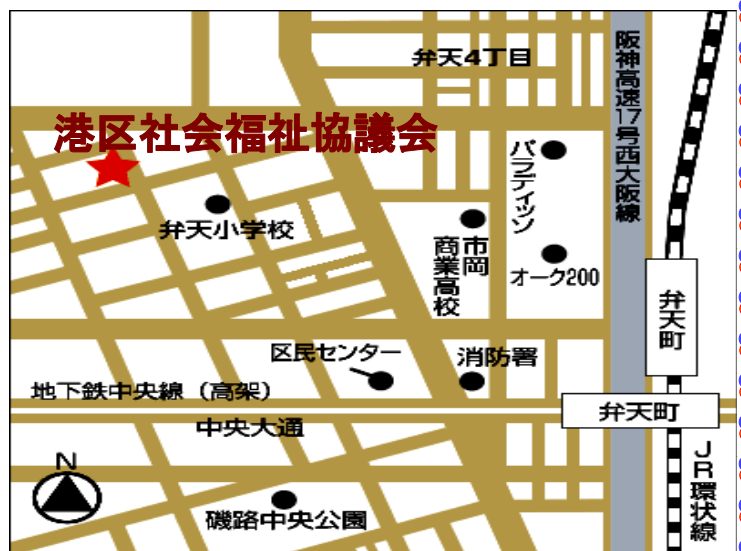 弁天4丁目
阪神高速17号西大阪線
港区社会福祉協議会
パラディッソ
弁天小学校
市岡
商業高校
オーク200
弁天町
区民センター
消防署
地下鉄中央線（高架）
弁天町
中央大通
N
JR環状線
磯路中央公園